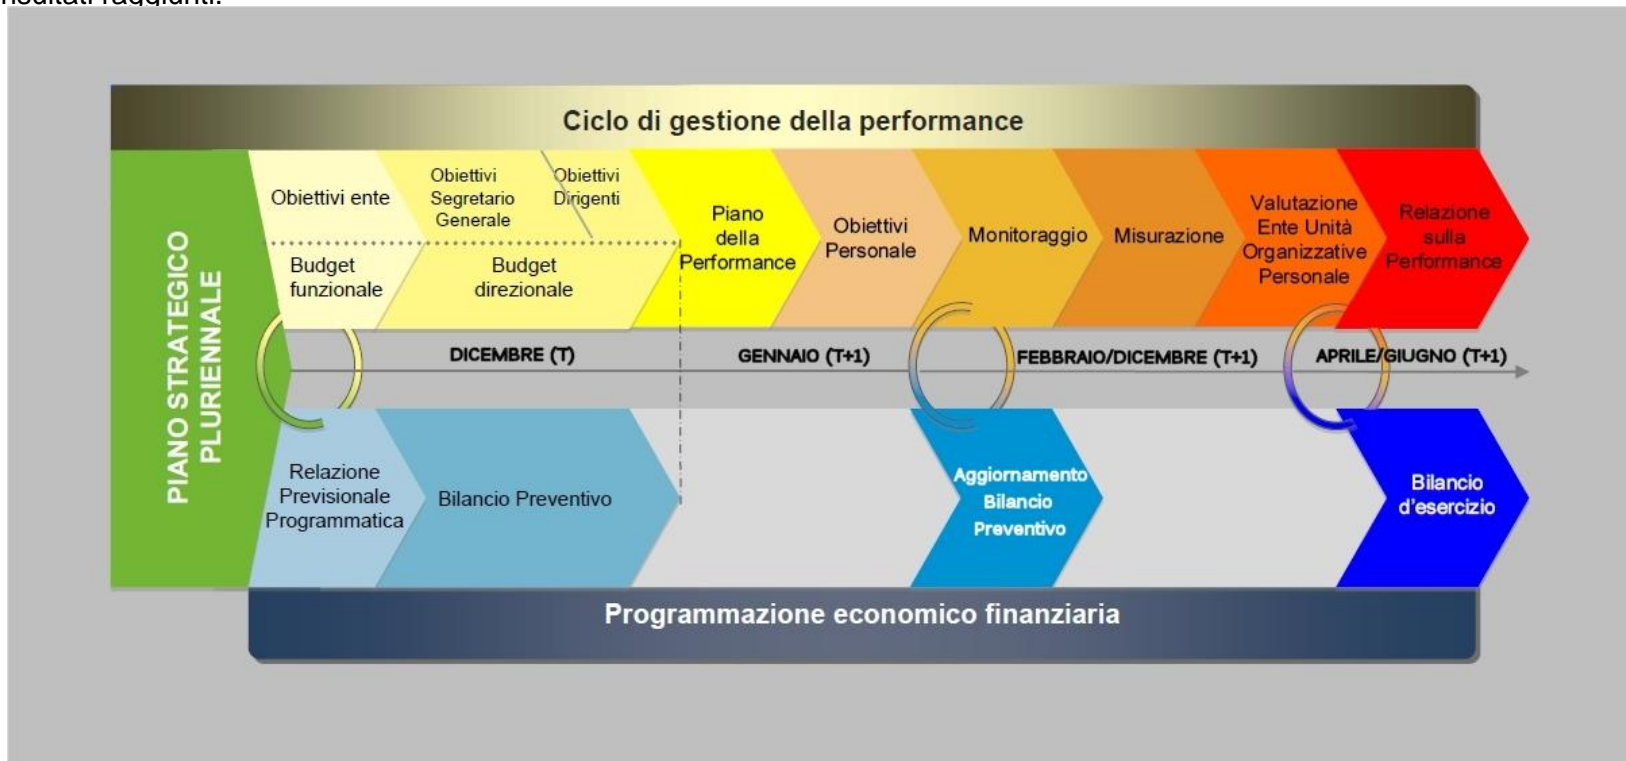 risultati raggiunti.
Ciclo di gestione della performance
PIANO STRATEGICO
PLURIENNALE
Obiettivi ente
Budget
funzionale
Obiettivi
Segretario
Generale
Obiettivi
Dirigenti
Budget
direzionale
Piano
della
Performance
Obiettivi
Personale
Monitoraggio
Misurazione
Valutazione
Ente Unità
Organizzative
Personale
Relazione
sulla
Performance
DICEMBRE (T)
GENNAIO (T+1)
FEBBRAIO/DICEMBRE (T+1)
APRILE/GIUGNO (T+1)
Relazione
Previsionale
Programmatica
Bilancio Preventivo
Aggiornamento
Bilancio
Preventivo
Bilancio
d'esercizio
Programmazione economico finanziaria